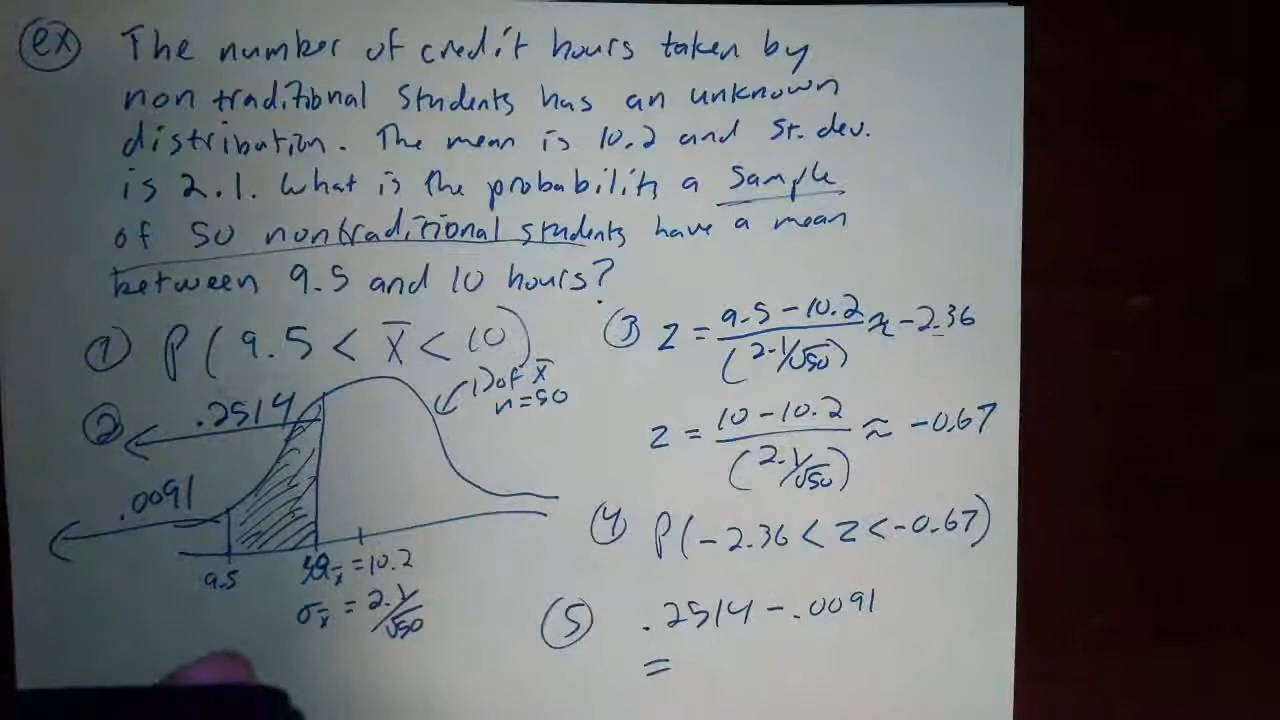 ex The number of credit hours taken by
non traditional students has an unknown
distribution. The mean is 10.2 and st. dev.
is 2.1. What is the probability a sample
of 50 nontraditional students have a mean
between 9.5 and 10 hours?
① P(9.5 < x̄ < 10)
② .2514
D of x̄
n=50
.0091
9.5
= 10.2
σx̄ = 2.1/√50
③ z = (9.5-10.2)/(2.1/√50) ≈ -2.36
z = (10-10.2)/(2.1/√50) ≈ -0.67
④ P(-2.36 < z < -0.67)
⑤ .2514 - .0091
=